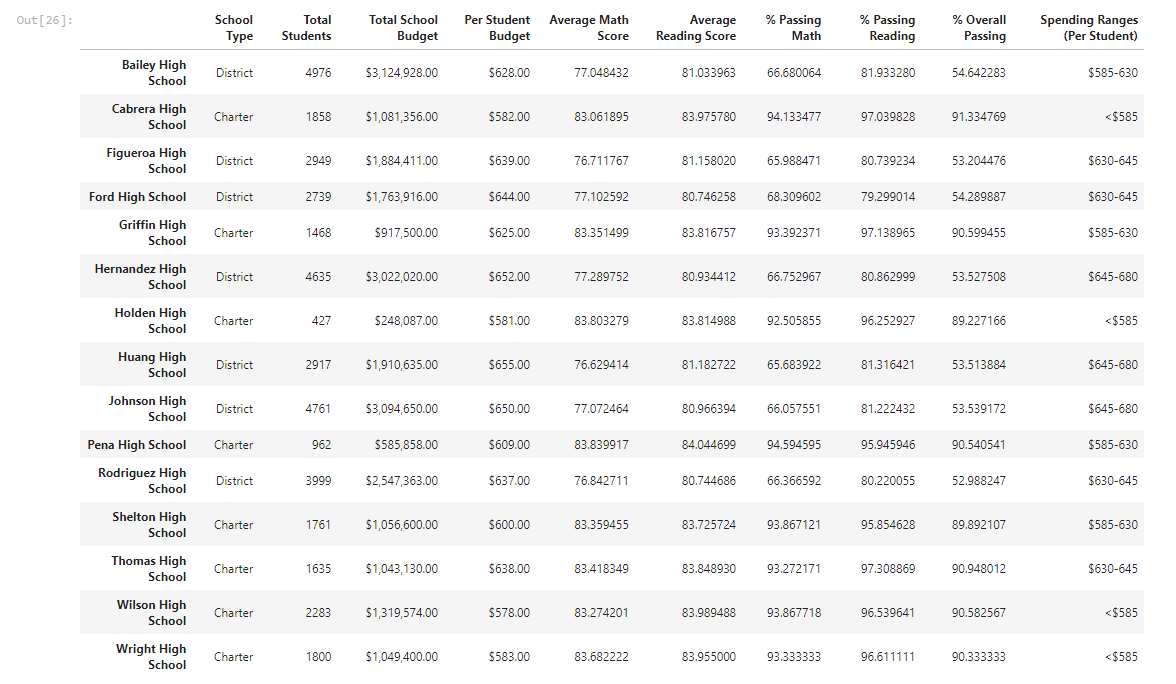 Out[26]:
School Type Total Students Total School Budget Per Student Budget Average Math Score Average Reading Score % Passing Math % Passing Reading % Overall Passing Spending Ranges (Per Student)
Bailey High School District 4976 $3,124,928.00 $628.00 77.048432 81.033963 66.680064 81.933280 54.642283 $585-630
Cabrera High School Charter 1858 $1,081,356.00 $582.00 83.061895 83.975780 94.133477 97.039828 91.334769 <$585
Figueroa High School District 2949 $1,884,411.00 $639.00 76.711767 81.158020 65.988471 80.739234 53.204476 $630-645
Ford High School District 2739 $1,763,916.00 $644.00 77.102592 80.746258 68.309602 79.299014 54.289887 $630-645
Griffin High School Charter 1468 $917,500.00 $625.00 83.351499 83.816757 93.392371 97.138965 90.599455 $585-630
Hernandez High School District 4635 $3,022,020.00 $652.00 77.289752 80.934412 66.752967 80.862999 53.527508 $645-680
Holden High School Charter 427 $248,087.00 $581.00 83.803279 83.814988 92.505855 96.252927 89.227166 <$585
Huang High School District 2917 $1,910,635.00 $655.00 76.629414 81.182722 65.683922 81.316421 53.513884 $645-680
Johnson High School District 4761 $3,094,650.00 $650.00 77.072464 80.966394 66.057551 81.222432 53.539172 $645-680
Pena High School Charter 962 $585,858.00 $609.00 83.839917 84.044699 94.594595 95.945946 90.540541 $585-630
Rodriguez High School District 3999 $2,547,363.00 $637.00 76.842711 80.744686 66.366592 80.220055 52.988247 $630-645
Shelton High School Charter 1761 $1,056,600.00 $600.00 83.359455 83.725724 93.867121 95.854628 89.892107 $585-630
Thomas High School Charter 1635 $1,043,130.00 $638.00 83.418349 83.848930 93.272171 97.308869 90.948012 $630-645
Wilson High School Charter 2283 $1,319,574.00 $578.00 83.274201 83.989488 93.867718 96.539641 90.582567 <$585
Wright High School Charter 1800 $1,049,400.00 $583.00 83.682222 83.955000 93.333333 96.611111 90.333333 <$585